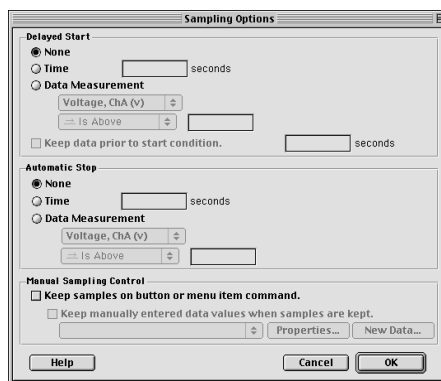 Sampling Options
Delayed Start
None
Time seconds
Data Measurement
Voltage, ChA (v)
Is Above
Keep data prior to start condition. seconds
Automatic Stop
None
Time seconds
Data Measurement
Voltage, ChA (v)
Is Above
Manual Sampling Control
Keep samples on button or menu item command.
Keep manually entered data values when samples are kept.
Properties... New Data...
Help Cancel OK